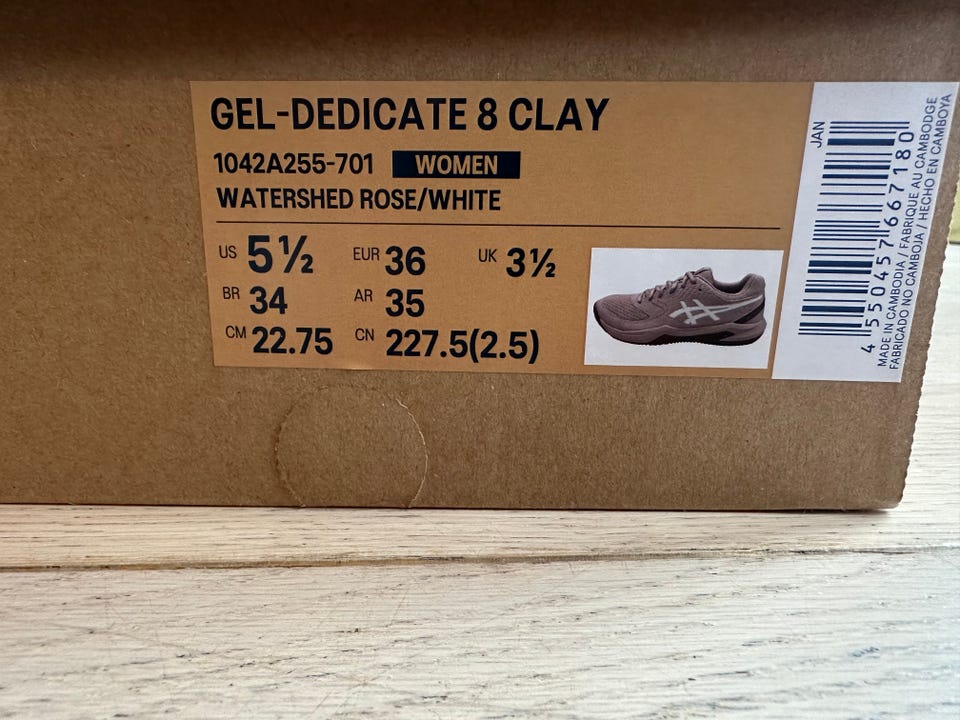 GEL-DEDICATE 8 CLAY
1042A255-701 WOMEN
WATERSHED ROSE/WHITE
US 5½ EUR 36 UK 3½
BR 34 AR 35
CM 22.75 CN 227.5(2.5)
JAN
4 550457 667180
MADE IN CAMBODIA / FABRIQUE AU CAMBODGE
FABRICADO NO CAMBOJA / HECHO EN CAMBOYA